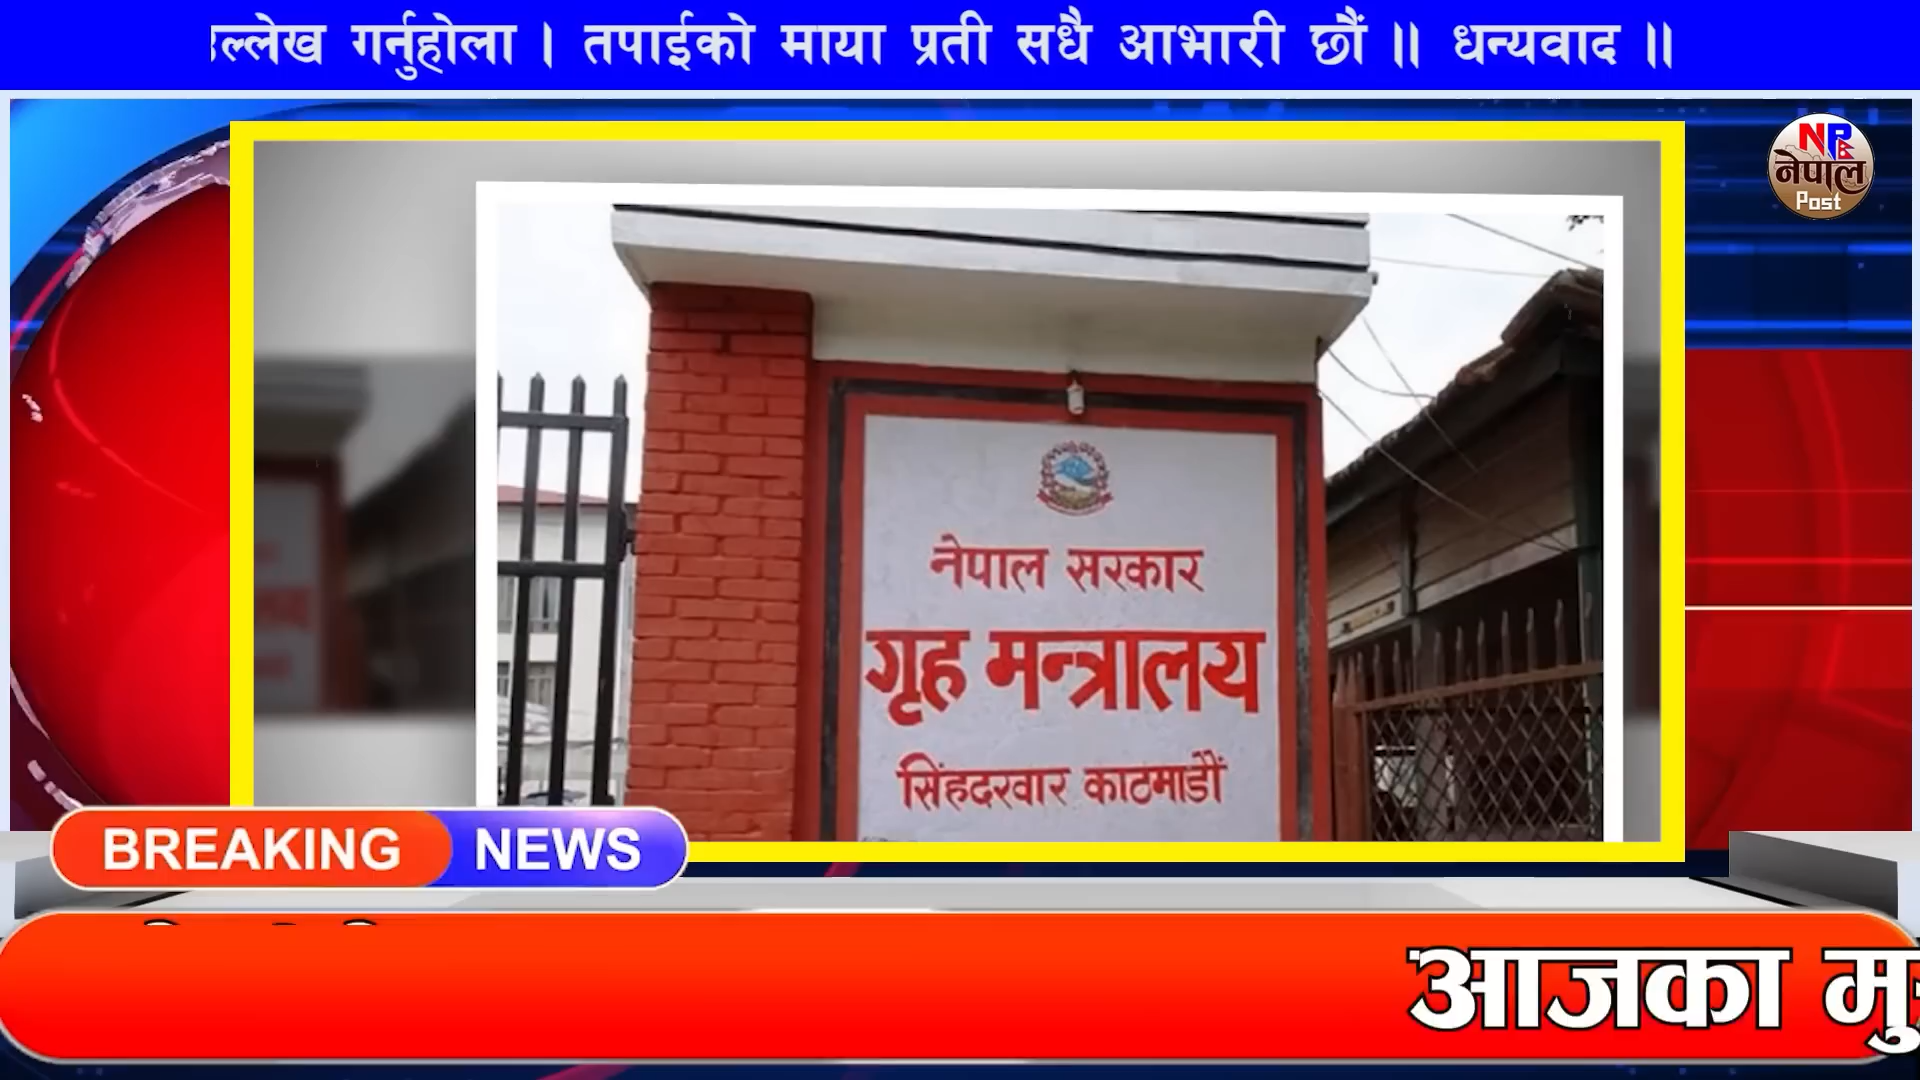 गर्नुहोला । तपाईको माया प्रती सधै आभारी छौं ॥ धन्यवाद ॥
NP
नेपाल
Post
नेपाल सरकार
गृह मन्त्रालय
सिंहदरवार काठमाडौं
BREAKING NEWS
आजका